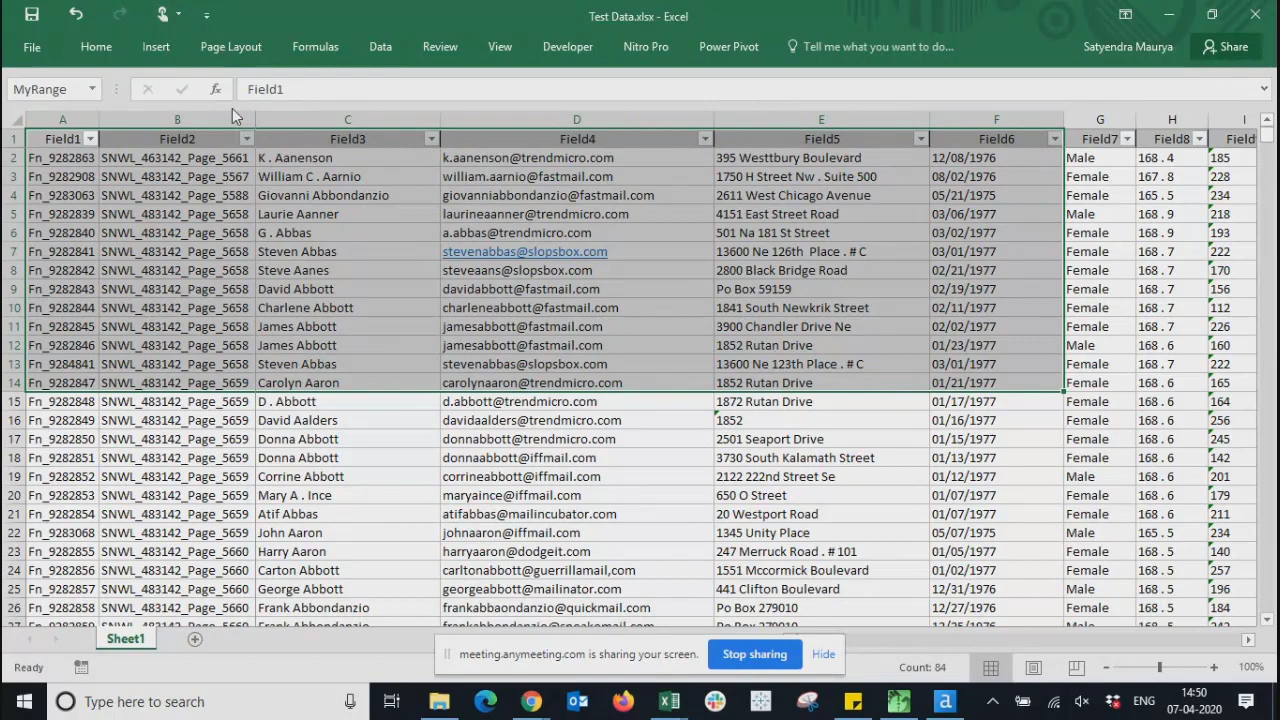 Test Data.xlsx - Excel
File Home Insert Page Layout Formulas Data Review View Developer Nitro Pro Power Pivot Tell me what you want to do... Satyendra Maurya Share
MyRange fx Field1
A B C D E F G H I
1 Field1 Field2 Field3 Field4 Field5 Field6 Field7 Field8 Field
2 Fn_9282863 SNWL_463142_Page_5661 K . Aanenson k.aanenson@trendmicro.com 395 Westtbury Boulevard 12/08/1976 Male 168 . 4 185
3 Fn_9282908 SNWL_483142_Page_5567 William C . Aarnio william.aarnio@fastmail.com 1750 H Street Nw . Suite 500 08/02/1976 Female 167 . 8 228
4 Fn_9283063 SNWL_483142_Page_5588 Giovanni Abbondanzio giovanniabbondanzio@fastmail.com 2611 West Chicago Avenue 05/21/1975 Female 165 . 5 234
5 Fn_9282839 SNWL_483142_Page_5658 Laurie Aanner laurineaanner@trendmicro.com 4151 East Street Road 03/06/1977 Male 168 . 9 218
6 Fn_9282840 SNWL_483142_Page_5658 G . Abbas a.abbas@trendmicro.com 501 Na 181 St Street 03/02/1977 Female 168 . 9 193
7 Fn_9282841 SNWL_483142_Page_5658 Steven Abbas stevenabbas@slopsbox.com 13600 Ne 126th Place . # C 03/01/1977 Female 168 . 7 222
8 Fn_9282842 SNWL_483142_Page_5658 Steve Aanes steveaans@slopsbox.com 2800 Black Bridge Road 02/28/1977 Female 168 . 7 170
9 Fn_9282843 SNWL_483142_Page_5658 David Abbott davidabbott@fastmail.com Po Box 59159 02/19/1977 Female 168 . 7 156
10 Fn_9282844 SNWL_483142_Page_5658 Charlene Abbott charleneabbott@fastmail.com 1841 South Newkrik Street 02/11/1977 Female 168 . 7 112
11 Fn_9282845 SNWL_483142_Page_5658 James Abbott jamesabbott@fastmail.com 3900 Chandler Drive Ne 02/02/1977 Female 168 . 7 226
12 Fn_9282846 SNWL_483142_Page_5658 James Abbott jamesabbott@fastmail.com 1852 Rutan Drive 01/23/1977 Male 168 . 6 160
13 Fn_9284841 SNWL_483142_Page_5658 Steven Abbas stevenabbas@slopsbox.com 13600 Ne 123th Place . # C 03/01/1977 Female 168 . 7 222
14 Fn_9282847 SNWL_483142_Page_5659 Carolyn Aaron carolynaaron@trendmicro.com 1852 Rutan Drive 01/21/1977 Female 168 . 6 165
15 Fn_9282848 SNWL_483142_Page_5659 D . Abbott d.abbott@trendmicro.com 1872 Rutan Drive 01/17/1977 Female 168 . 6 164
16 Fn_9282849 SNWL_483142_Page_5659 David Aalders davidaalders@trendmicro.com 1852 01/16/1977 Female 168 . 6 256
17 Fn_9282850 SNWL_483142_Page_5659 Donna Abbott donnabbott@trendmicro.com 2501 Seaport Drive 01/15/1977 Female 168 . 6 245
18 Fn_9282851 SNWL_483142_Page_5659 Donna Abbott donnaabbott@iffmail.com 3730 South Kalamath Street 01/13/1977 Female 168 . 6 142
19 Fn_9282852 SNWL_483142_Page_5659 Corrine Abbott corrineabbott@iffmail.com 2122 222nd Street Se 01/12/1977 Male 168 . 6 201
20 Fn_9282853 SNWL_483142_Page_5659 Mary A . Ince maryaince@iffmail.com 650 O Street 01/07/1977 Female 168 . 6 179
21 Fn_9282854 SNWL_483142_Page_5659 Atif Abbas atifabbas@mailincubator.com 20 Westport Road 01/07/1977 Female 168 . 6 211
22 Fn_9283068 SNWL_483142_Page_5659 John Aaron johnaaron@iffmail.com 1345 Unity Place 05/07/1975 Male 165 . 5 234
23 Fn_9282855 SNWL_483142_Page_5660 Harry Aaron harryaaron@dodgeit.com 247 Merruck Road . # 101 01/05/1977 Female 168 . 5 140
24 Fn_9282856 SNWL_483142_Page_5660 Carton Abbott carltonabbott@guerrillamail,com 1551 Mccormick Boulevard 01/02/1977 Female 168 . 5 257
25 Fn_9282857 SNWL_483142_Page_5660 George Abbott georgeabbott@mailinator.com 441 Clifton Boulevard 12/31/1976 Male 168 . 5 196
26 Fn_9282858 SNWL_483142_Page_5660 Frank Abbondanzio frankabbaondanzio@quickmail.com Po Box 279010 12/27/1976 Female 168 . 5 184
Sheet1
meeting.anymeeting.com is sharing your screen. Stop sharing Hide
Ready Count: 84 100%
Type here to search ENG 14:50
07-04-2020